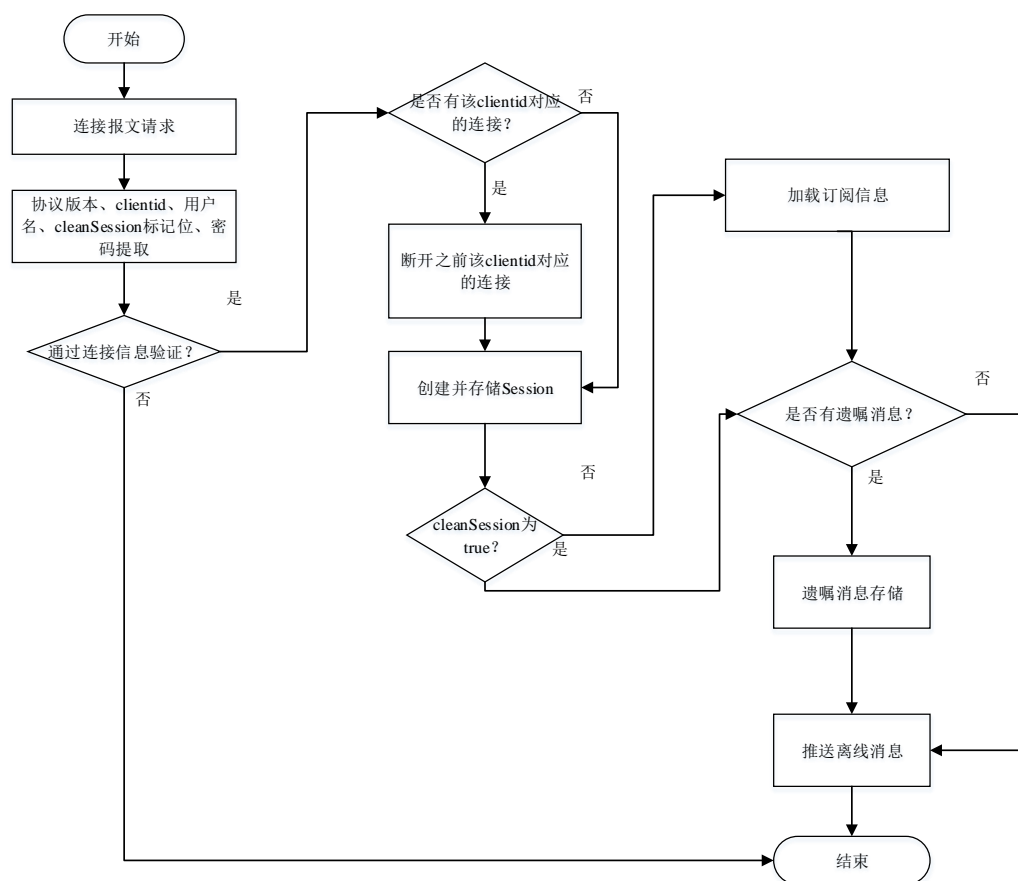 开始
连接报文请求
协议版本、clientid、用户
名、cleanSession标记位、密
码提取
是
通过连接信息验证？
否
是否有该clientid对应
的连接？
否
是
断开之前该clientid对应
的连接
创建并存储Session
否
cleanSession为
true？
是
加载订阅信息
是否有遗嘱消息？
否
是
遗嘱消息存储
推送离线消息
结束